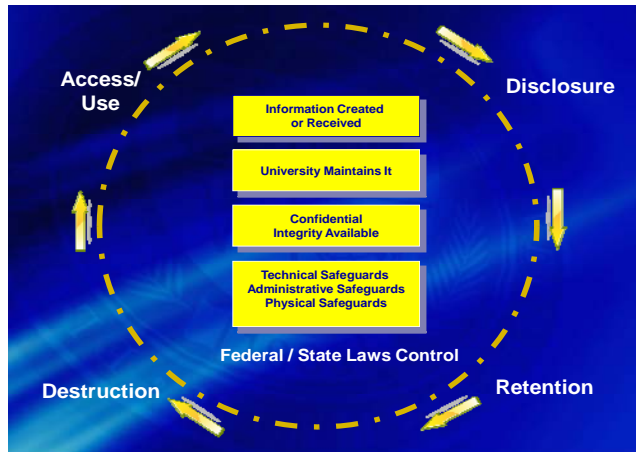 Access/
Use
Disclosure
Information Created
or Received
University Maintains It
Confidential
Integrity Available
Technical Safeguards
Administrative Safeguards
Physical Safeguards
Federal / State Laws Control
Destruction
Retention